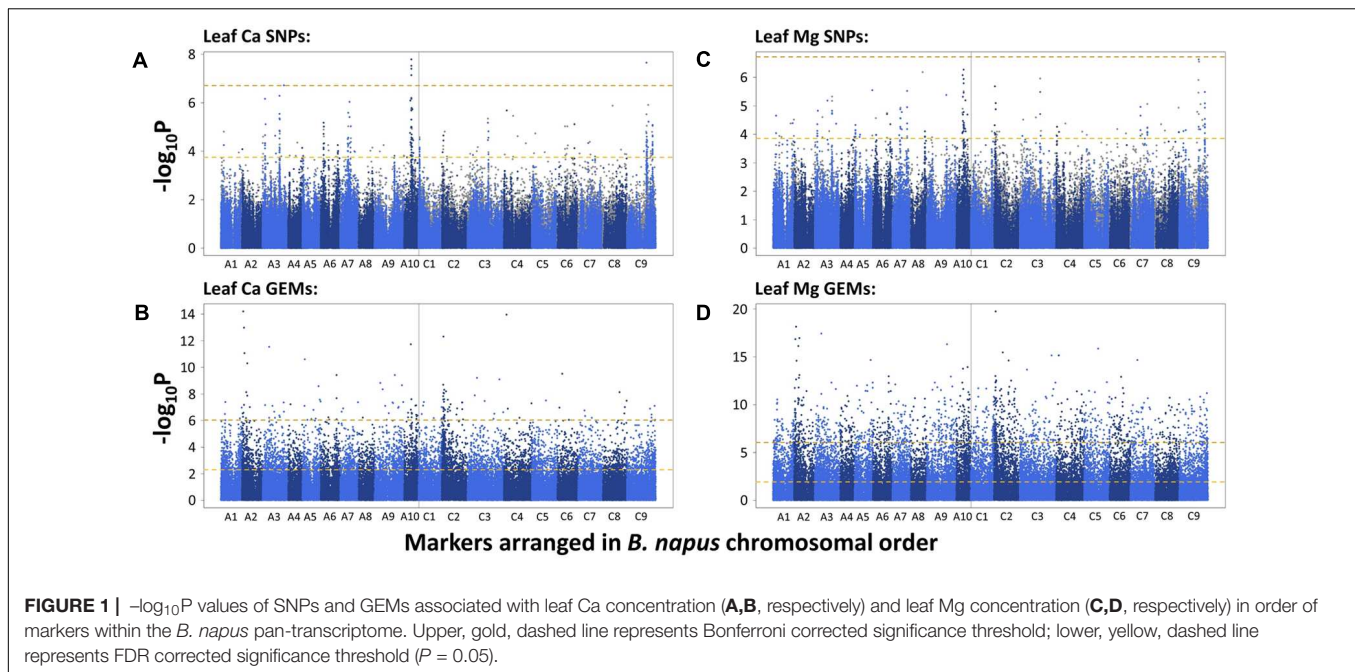 Leaf Ca SNPs:
A
8
6
4
2
0
-log10P
A1 A2 A3 A4 A5 A6 A7 A8 A9 A10 C1 C2 C3 C4 C5 C6 C7 C8 C9
Leaf Mg SNPs:
C
6
5
4
3
2
1
0
A1 A2 A3 A4 A5 A6 A7 A8 A9 A10 C1 C2 C3 C4 C5 C6 C7 C8 C9
Leaf Ca GEMs:
B
14
12
10
8
6
4
2
0
-log10P
A1 A2 A3 A4 A5 A6 A7 A8 A9 A10 C1 C2 C3 C4 C5 C6 C7 C8 C9
Leaf Mg GEMs:
D
20
15
10
5
0
A1 A2 A3 A4 A5 A6 A7 A8 A9 A10 C1 C2 C3 C4 C5 C6 C7 C8 C9
Markers arranged in B. napus chromosomal order
FIGURE 1 | –log10P values of SNPs and GEMs associated with leaf Ca concentration (A,B, respectively) and leaf Mg concentration (C,D, respectively) in order of
markers within the B. napus pan-transcriptome. Upper, gold, dashed line represents Bonferroni corrected significance threshold; lower, yellow, dashed line
represents FDR corrected significance threshold (P = 0.05).